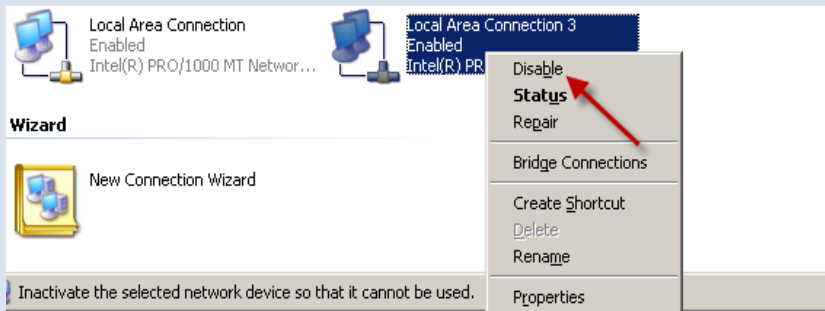 Local Area Connection
Enabled
Intel(R) PRO/1000 MT Networ...
Local Area Connection 3
Enabled
Intel(R) PR
Disable
Status
Repair
Bridge Connections
Create Shortcut
Delete
Rename
Properties
Wizard
New Connection Wizard
Inactivate the selected network device so that it cannot be used.